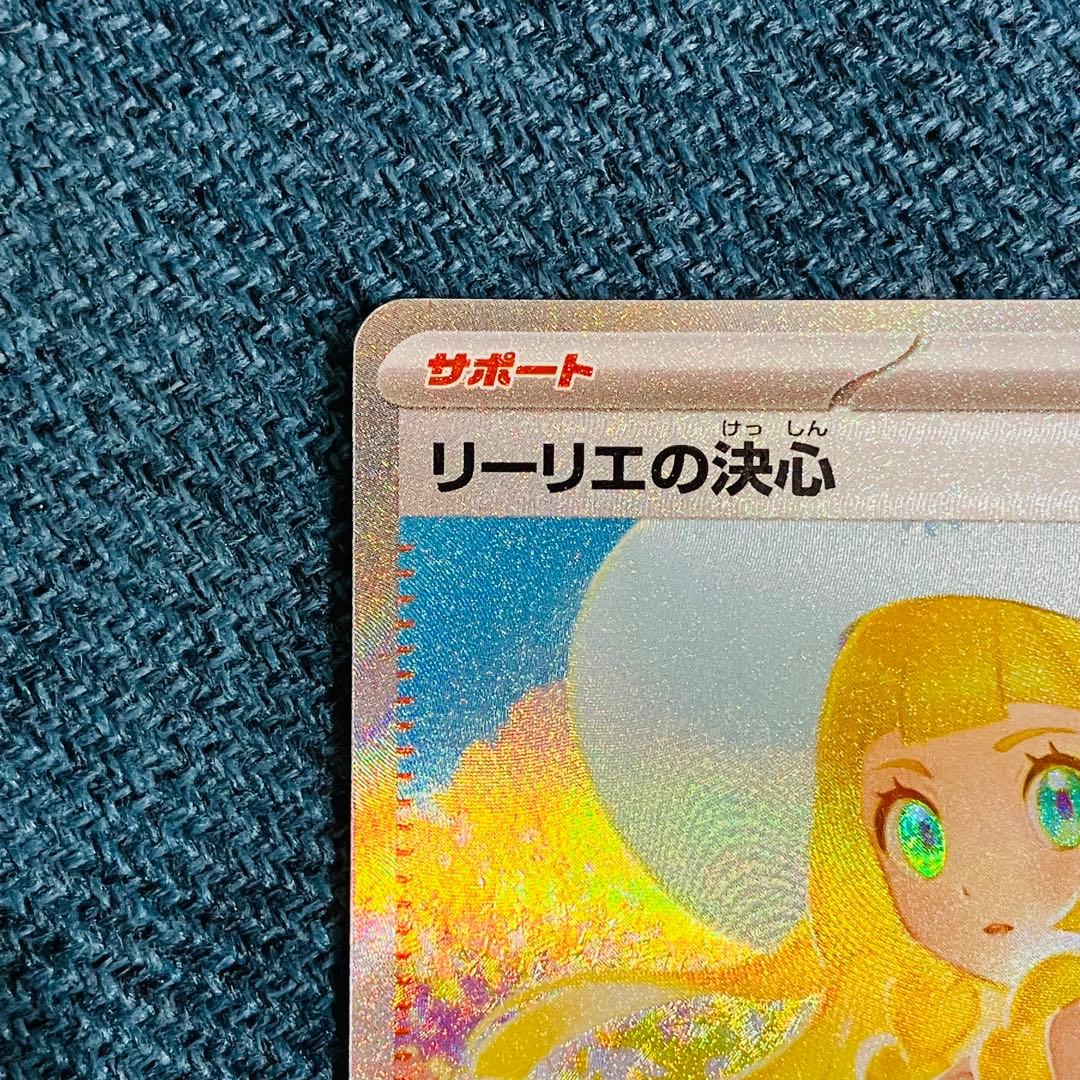 サポート
けっ しん
リーリエの決心